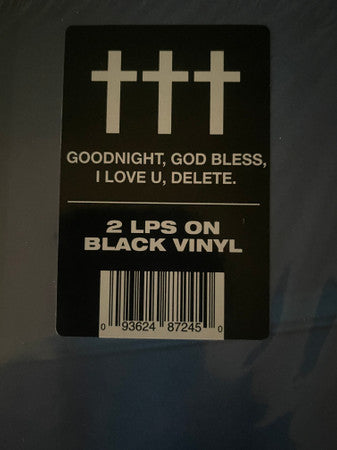 †††
GOODNIGHT, GOD BLESS,
I LOVE U, DELETE.
2 LPS ON
BLACK VINYL
0 93624 87245 0